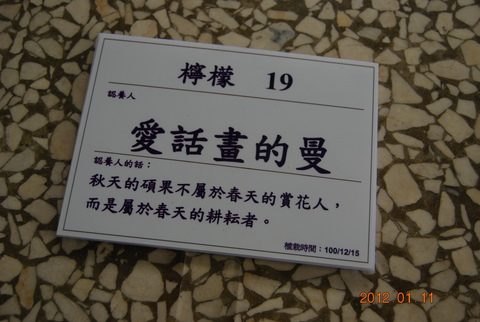 檸檬 19
認養人
愛話畫的曼
認養人的話：
秋天的碩果不屬於春天的賞花人，
而是屬於春天的耕耘者。
植栽時間：100/12/15
2012 01 11